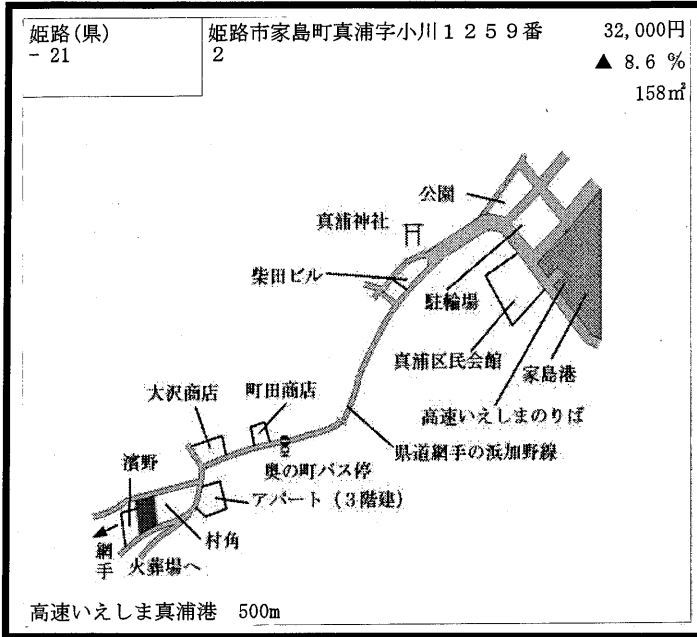 姫路(県)
- 21
姫路市家島町真浦字小川1259番
2
32,000円
▲ 8.6 %
158㎡
公園
真浦神社
柴田ビル
駐輪場
真浦区民会館
家島港
大沢商店
町田商店
高速いえしまのりば
県道網手の浜加野線
濱野
奥の町バス停
アパート（3階建）
村角
網手
火葬場へ
高速いえしま真浦港 500m